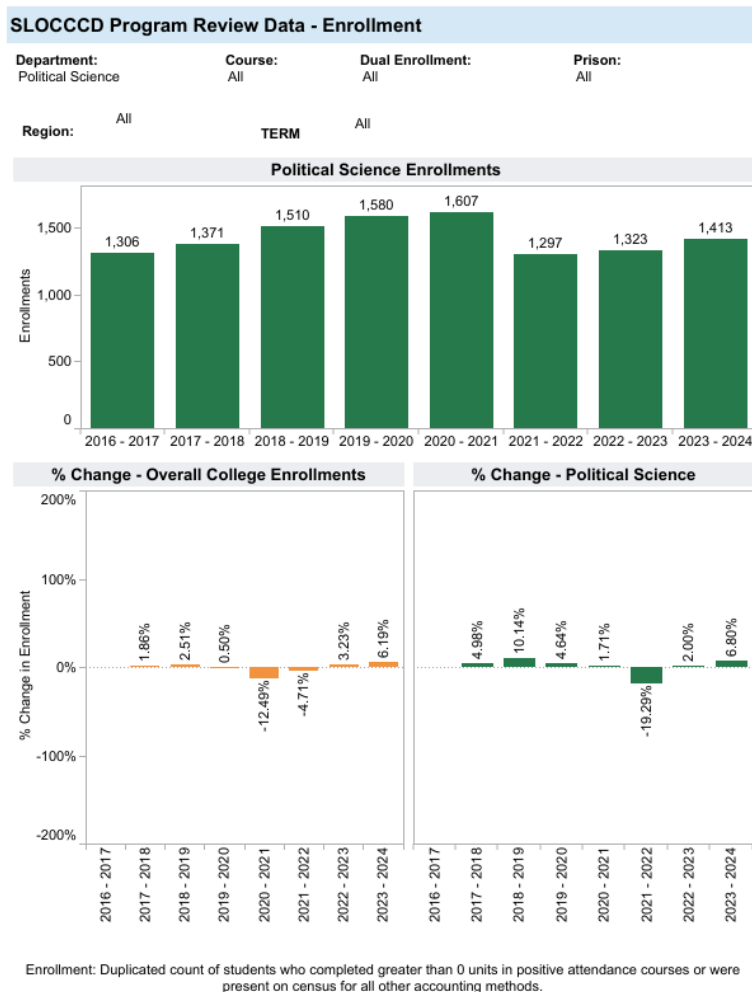 SLOCCCD Program Review Data - Enrollment
Department: Course: Dual Enrollment: Prison:
Political Science All All All
Region: All TERM All
Political Science Enrollments
1,306 1,371 1,510 1,580 1,607 1,297 1,323 1,413
Enrollments
1,500
1,000
500
0
2016 - 2017 2017 - 2018 2018 - 2019 2019 - 2020 2020 - 2021 2021 - 2022 2022 - 2023 2023 - 2024
% Change - Overall College Enrollments
% Change in Enrollment
200%
100%
0%
-100%
-200%
1.86% 2.51% 0.50% -12.49% -4.71% 3.23% 6.19%
2016 - 2017 2017 - 2018 2018 - 2019 2019 - 2020 2020 - 2021 2021 - 2022 2022 - 2023 2023 - 2024
% Change - Political Science
4.98% 10.14% 4.64% 1.71% -19.29% 2.00% 6.80%
2016 - 2017 2017 - 2018 2018 - 2019 2019 - 2020 2020 - 2021 2021 - 2022 2022 - 2023 2023 - 2024
Enrollment: Duplicated count of students who completed greater than 0 units in positive attendance courses or were
present on census for all other accounting methods.